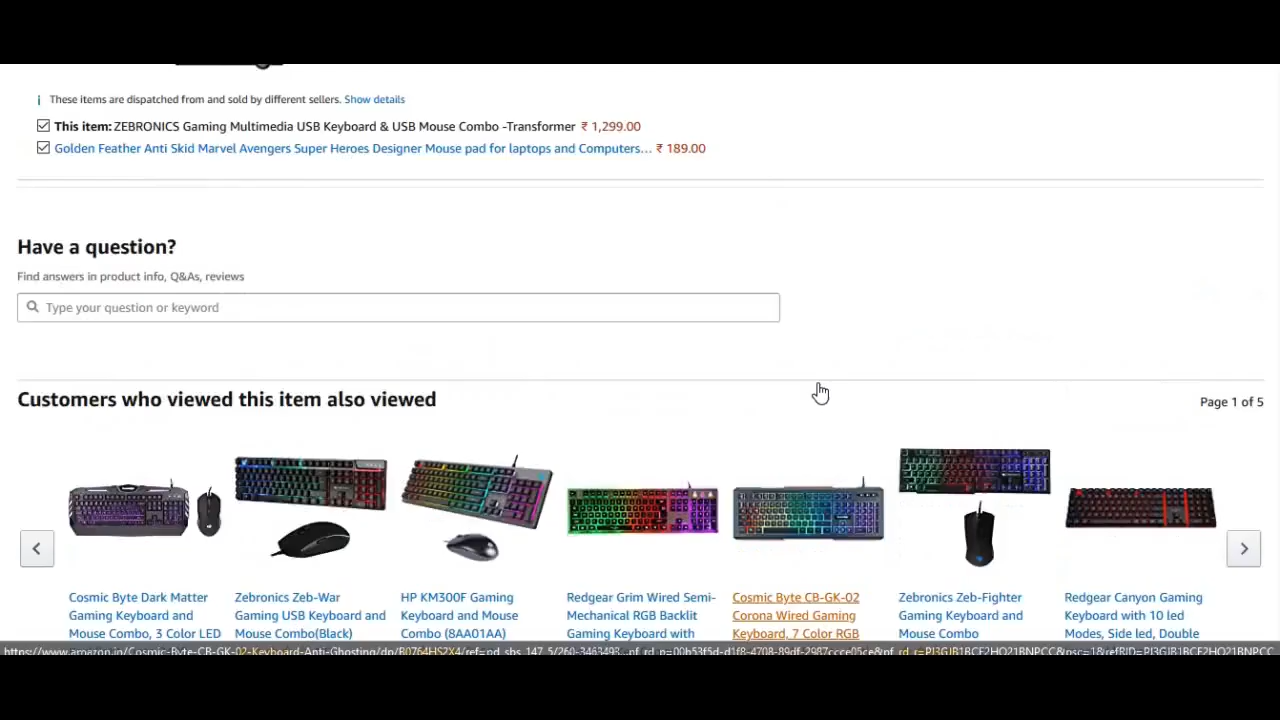 These items are dispatched from and sold by different sellers. Show details
This item: ZEBRONICS Gaming Multimedia USB Keyboard & USB Mouse Combo -Transformer ₹ 1,299.00
Golden Feather Anti Skid Marvel Avengers Super Heroes Designer Mouse pad for laptops and Computers… ₹ 189.00
Have a question?
Find answers in product info, Q&As, reviews
Type your question or keyword
Customers who viewed this item also viewed
Page 1 of 5
Cosmic Byte Dark Matter
Gaming Keyboard and
Mouse Combo, 3 Color LED
Zebronics Zeb-War
Gaming USB Keyboard and
Mouse Combo(Black)
HP KM300F Gaming
Keyboard and Mouse
Combo (8AA01AA)
Redgear Grim Wired Semi-
Mechanical RGB Backlit
Gaming Keyboard with
Cosmic Byte CB-GK-02
Corona Wired Gaming
Keyboard, 7 Color RGB
Zebronics Zeb-Fighter
Gaming Keyboard and
Mouse Combo
Redgear Canyon Gaming
Keyboard with 10 led
Modes, Side led, Double